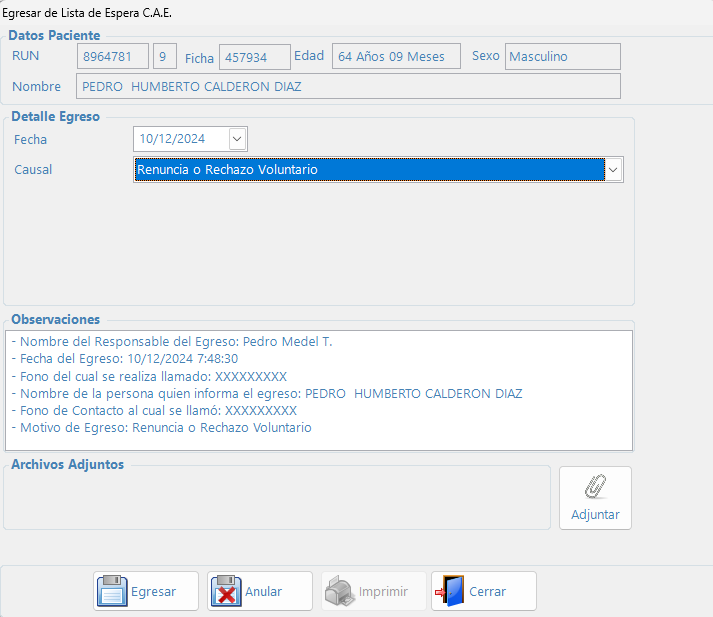 Egresar de Lista de Espera C.A.E.
Datos Paciente
RUN 8964781 9 Ficha 457934 Edad 64 Años 09 Meses Sexo Masculino
Nombre PEDRO  HUMBERTO CALDERON DIAZ
Detalle Egreso
Fecha 10/12/2024
Causal Renuncia o Rechazo Voluntario
Observaciones
- Nombre del Responsable del Egreso: Pedro Medel T.
- Fecha del Egreso: 10/12/2024 7:48:30
- Fono del cual se realiza llamado: XXXXXXXXX
- Nombre de la persona quien informa el egreso: PEDRO  HUMBERTO CALDERON DIAZ
- Fono de Contacto al cual se llamó: XXXXXXXXX
- Motivo de Egreso: Renuncia o Rechazo Voluntario
Archivos Adjuntos
Adjuntar
Egresar Anular Imprimir Cerrar